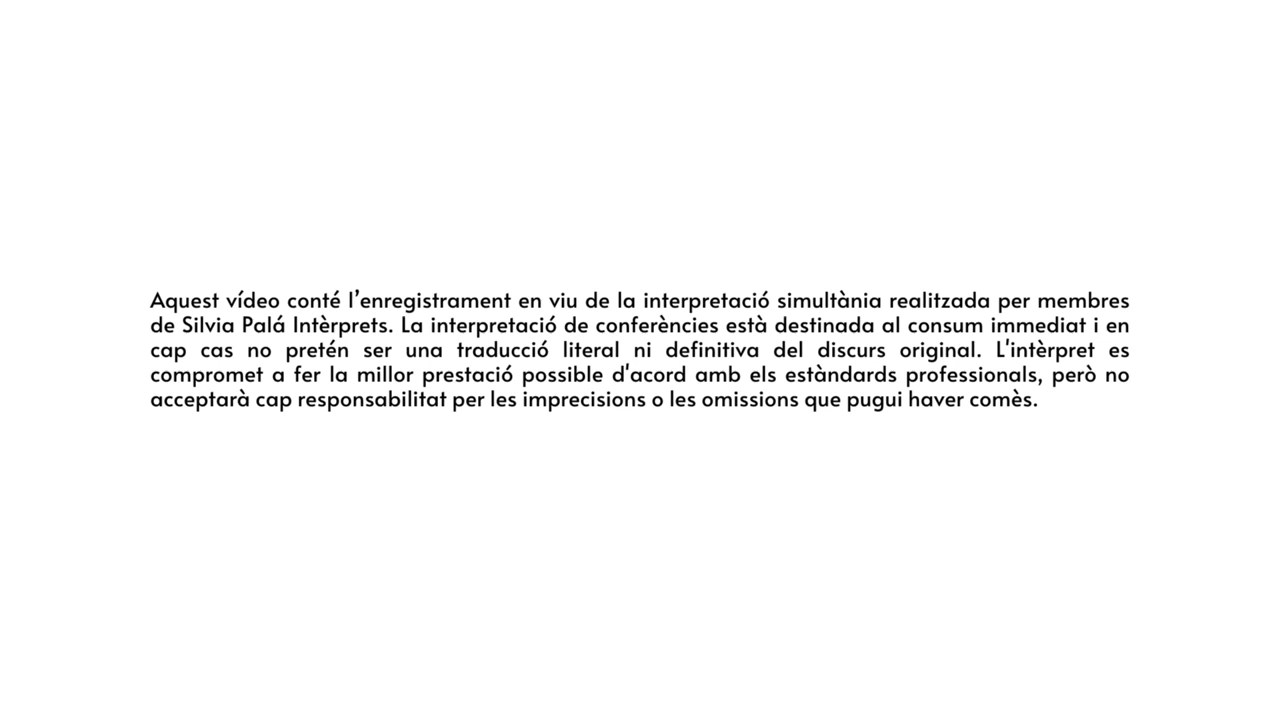 Aquest vídeo conté l’enregistrament en viu de la interpretació simultània realitzada per membres
de Silvia Palá Intèrprets. La interpretació de conferències està destinada al consum immediat i en
cap cas no pretén ser una traducció literal ni definitiva del discurs original. L'intèrpret es
compromet a fer la millor prestació possible d'acord amb els estàndards professionals, però no
acceptarà cap responsabilitat per les imprecisions o les omissions que pugui haver comès.